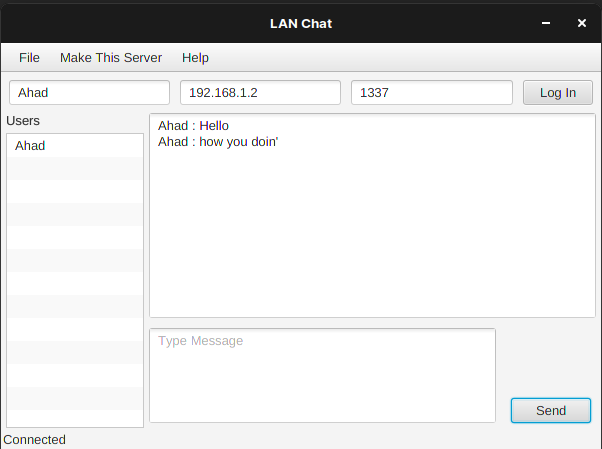 LAN Chat
File Make This Server Help
Ahad 192.168.1.2 1337 Log In
Users
Ahad
Ahad : Hello
Ahad : how you doin'
Type Message
Send
Connected